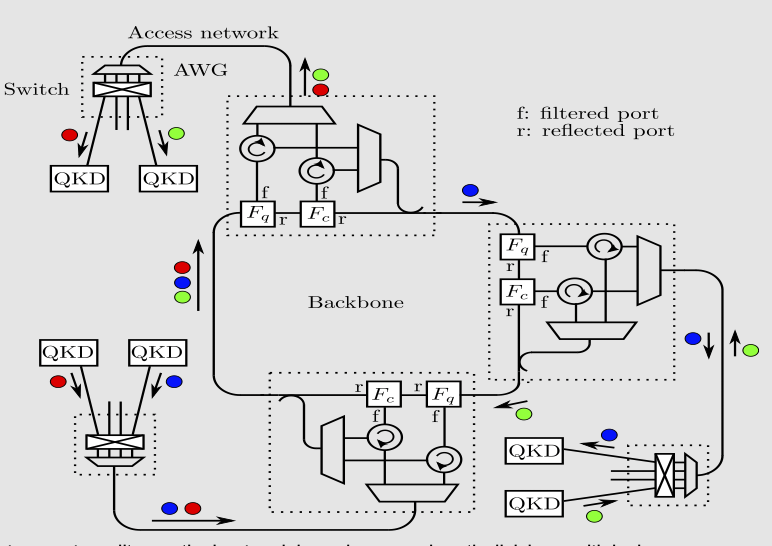 Access network
AWG
Switch
QKD
QKD
f: filtered port
r: reflected port
f
f
F_q
r
F_c
r
F_q
f
r
F_c
f
r
Backbone
QKD
QKD
r
F_c
r
F_q
f
f
QKD
QKD